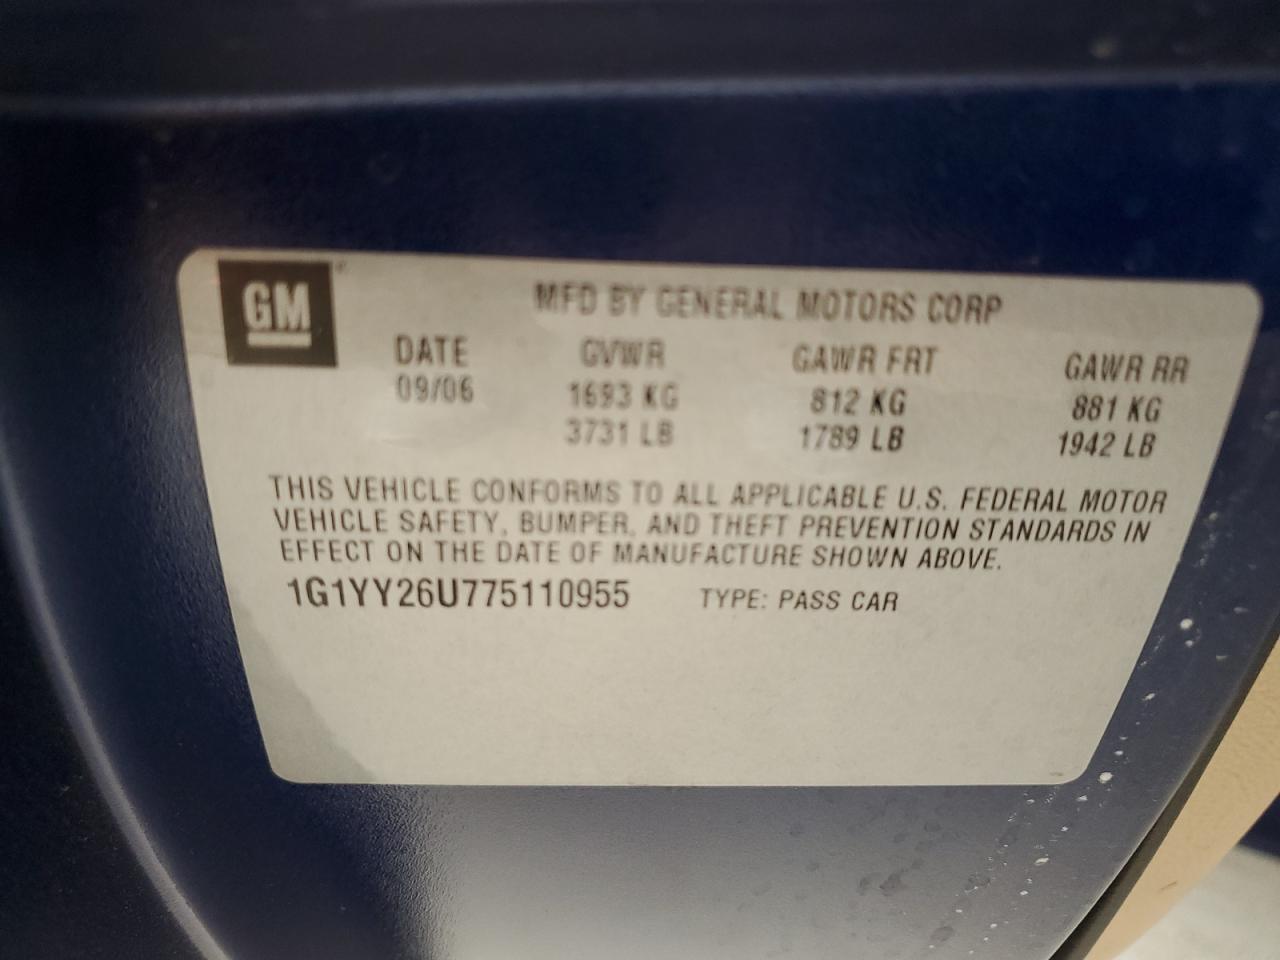 GM
MFD BY GENERAL MOTORS CORP
DATE GVWR GAWR FRT GAWR RR
09/06 1693 KG 812 KG 881 KG
3731 LB 1789 LB 1942 LB
THIS VEHICLE CONFORMS TO ALL APPLICABLE U.S. FEDERAL MOTOR
VEHICLE SAFETY, BUMPER, AND THEFT PREVENTION STANDARDS IN
EFFECT ON THE DATE OF MANUFACTURE SHOWN ABOVE.
1G1YY26U775110955 TYPE: PASS CAR